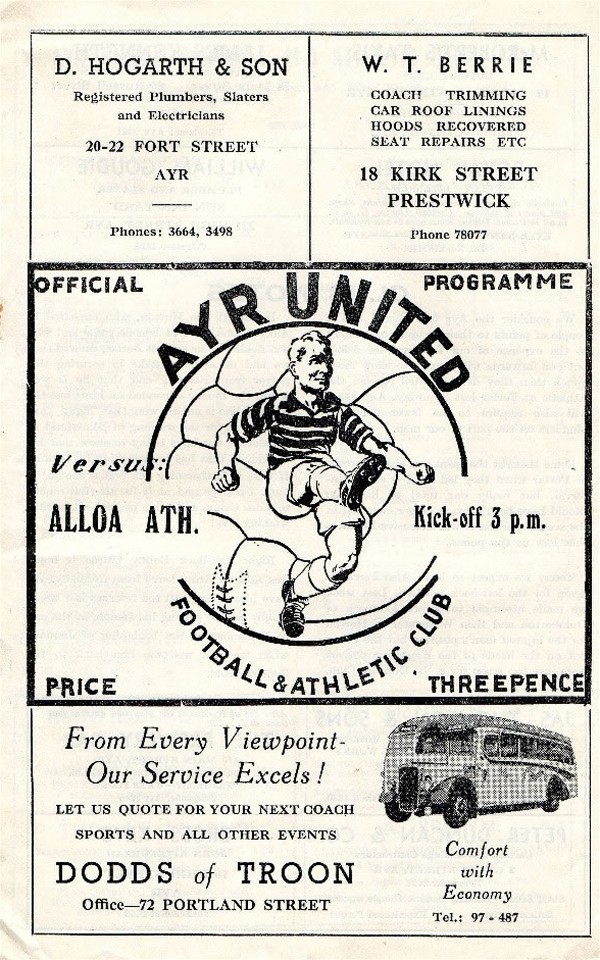 D. HOGARTH & SON
Registered Plumbers, Slaters
and Electricians
20-22 FORT STREET
AYR
Phones: 3664, 3498
W. T. BERRIE
COACH TRIMMING
CAR ROOF LININGS
HOODS RECOVERED
SEAT REPAIRS ETC
18 KIRK STREET
PRESTWICK
Phone 78077
OFFICIAL PROGRAMME
AYR UNITED
Versus:
ALLOA ATH.
Kick-off 3 p.m.
FOOTBALL & ATHLETIC CLUB
PRICE THREEPENCE
From Every Viewpoint-
Our Service Excels!
LET US QUOTE FOR YOUR NEXT COACH
SPORTS AND ALL OTHER EVENTS
DODDS of TROON
Office—72 PORTLAND STREET
Comfort
with
Economy
Tel.: 97 - 487